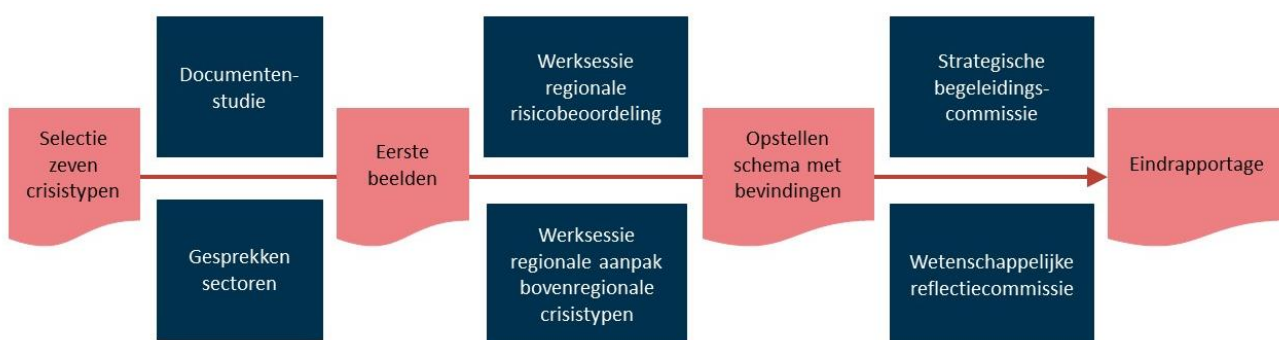 Selectie
zeven
crisistypen
Documenten-
studie
Gesprekken
sectoren
Eerste
beelden
Werksessie
regionale
risicobeoordeling
Werksessie
regionale aanpak
bovenregionale
crisistypen
Opstellen
schema met
bevindingen
Strategische
begeleidings-
commissie
Wetenschappelijke
reflectiecommissie
Eindrapportage